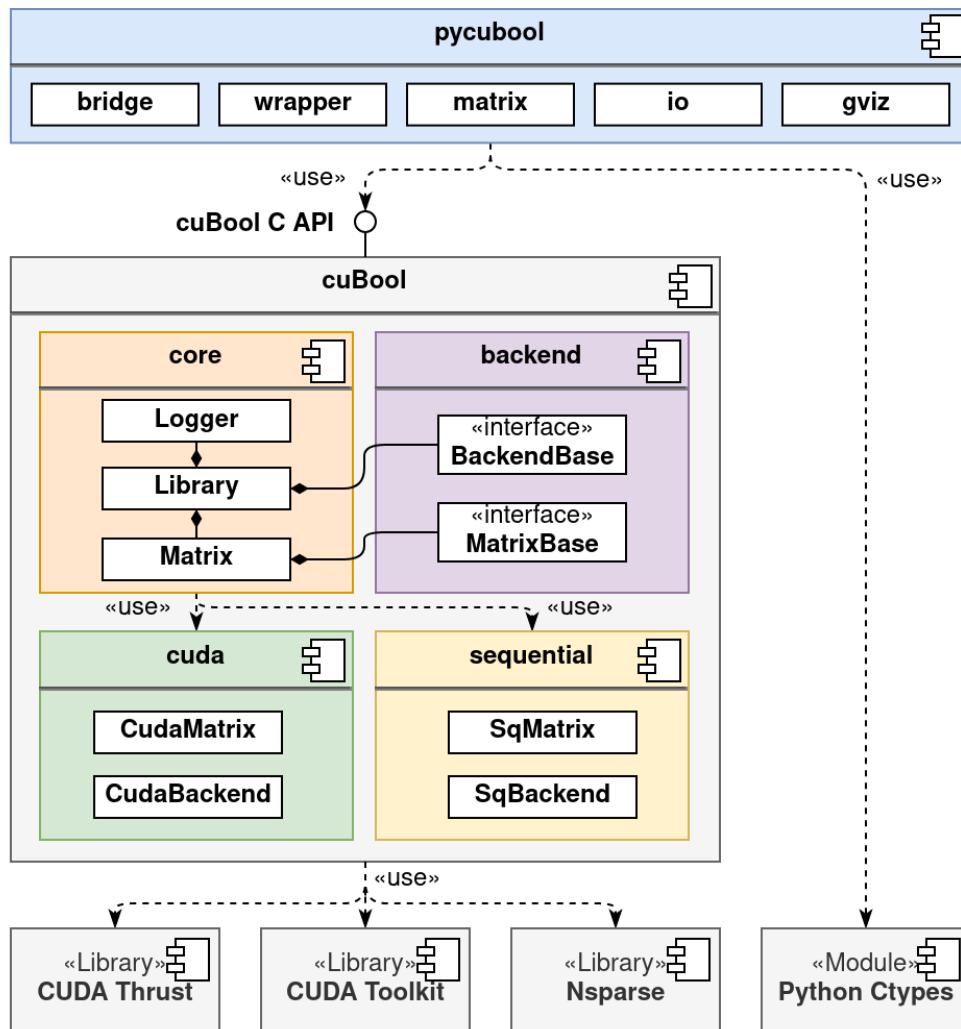 pycubool
bridge
wrapper
matrix
io
gviz
«use»
«use»
cuBool C API
cuBool
core
backend
Logger
«interface»
BackendBase
Library
«interface»
MatrixBase
Matrix
«use»
«use»
cuda
sequential
CudaMatrix
SqMatrix
CudaBackend
SqBackend
«use»
«Library»
CUDA Thrust
«Library»
CUDA Toolkit
«Library»
Nsparse
«Module»
Python Ctypes